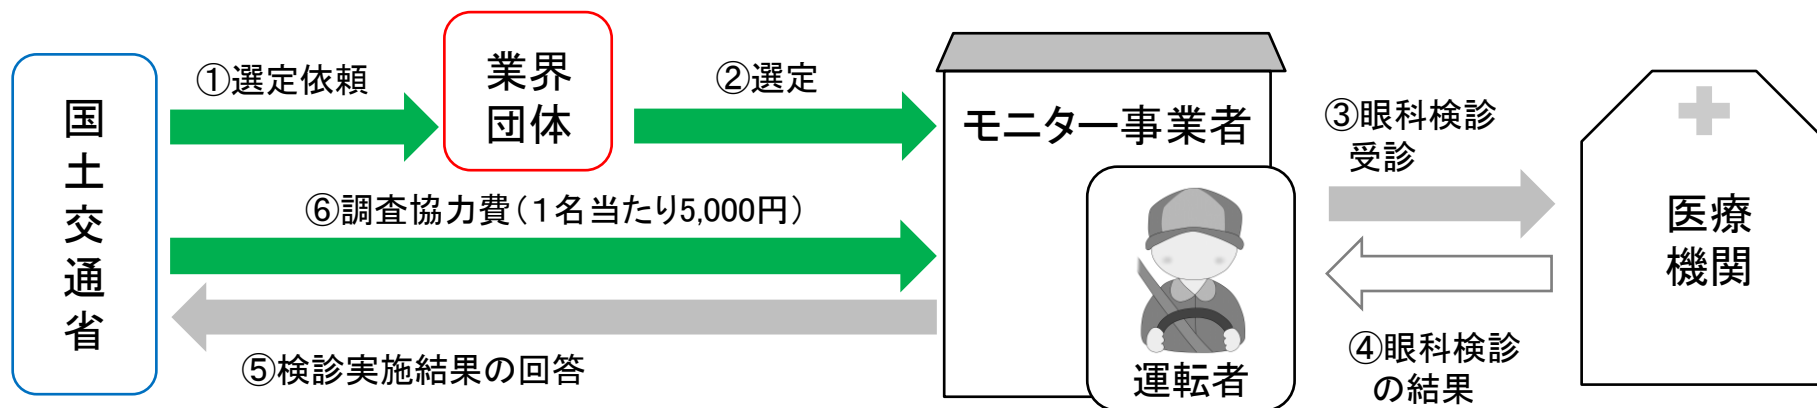 国土交通省
①選定依頼
業界
団体
②選定
モニター事業者
③眼科検診
受診
⑥調査協力費（１名当たり5,000円）
医療
機関
⑤検診実施結果の回答
運転者
④眼科検診
の結果